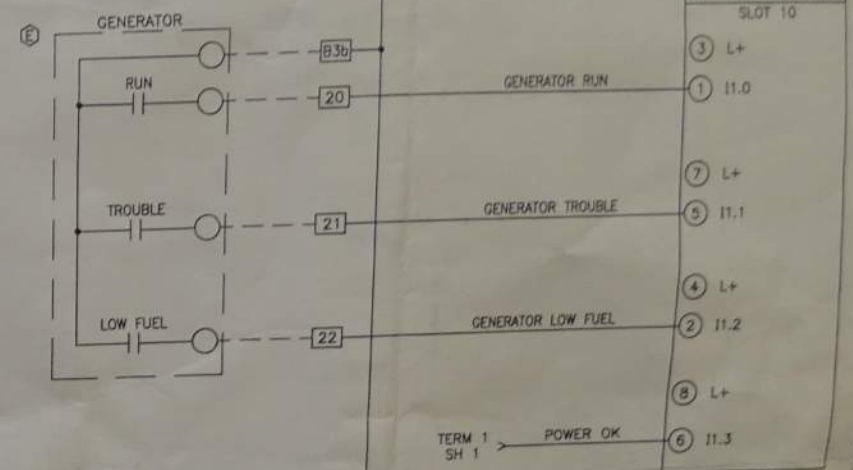 SLOT 10
E
GENERATOR
83b
3 L+
RUN
20
GENERATOR RUN
1 I1.0
7 L+
TROUBLE
21
GENERATOR TROUBLE
5 I1.1
4 L+
LOW FUEL
22
GENERATOR LOW FUEL
2 I1.2
8 L+
TERM 1
SH 1
POWER OK
6 I1.3